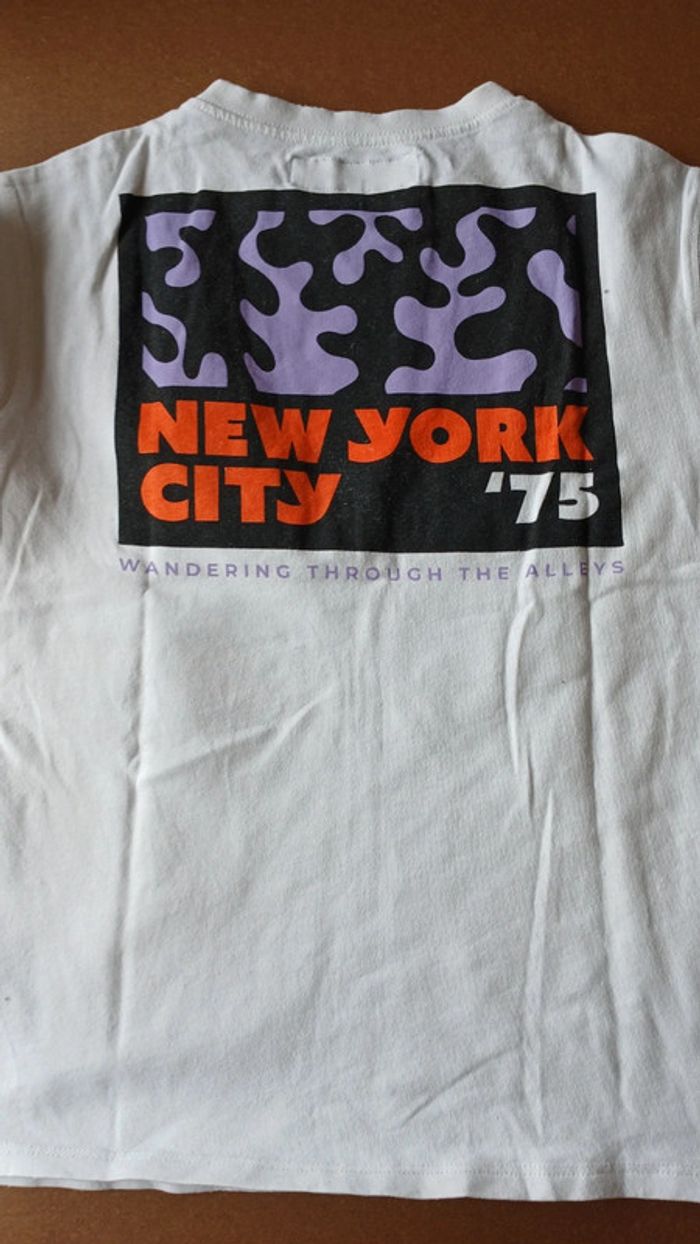 NEW YORK
CITY '75
WANDERING THROUGH THE ALLEYS